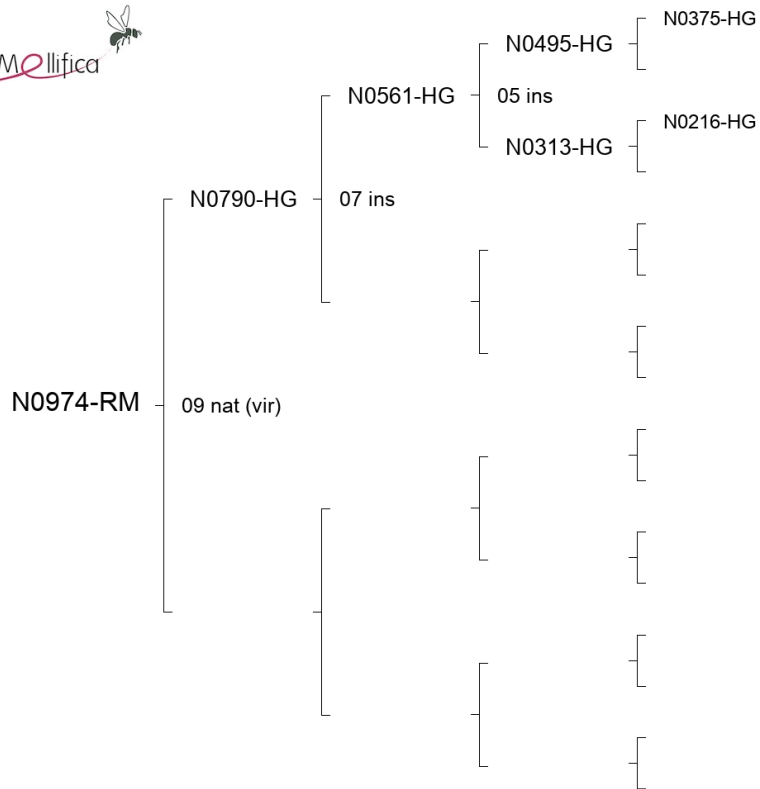 Mellifica
N0375-HG
N0495-HG
N0561-HG
05 ins
N0216-HG
N0313-HG
N0790-HG
07 ins
N0974-RM
09 nat (vir)